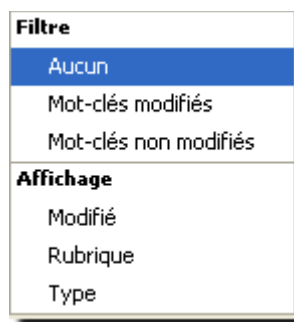 Filtre
Aucun
Mot-clés modifiés
Mot-clés non modifiés
Affichage
Modifié
Rubrique
Type